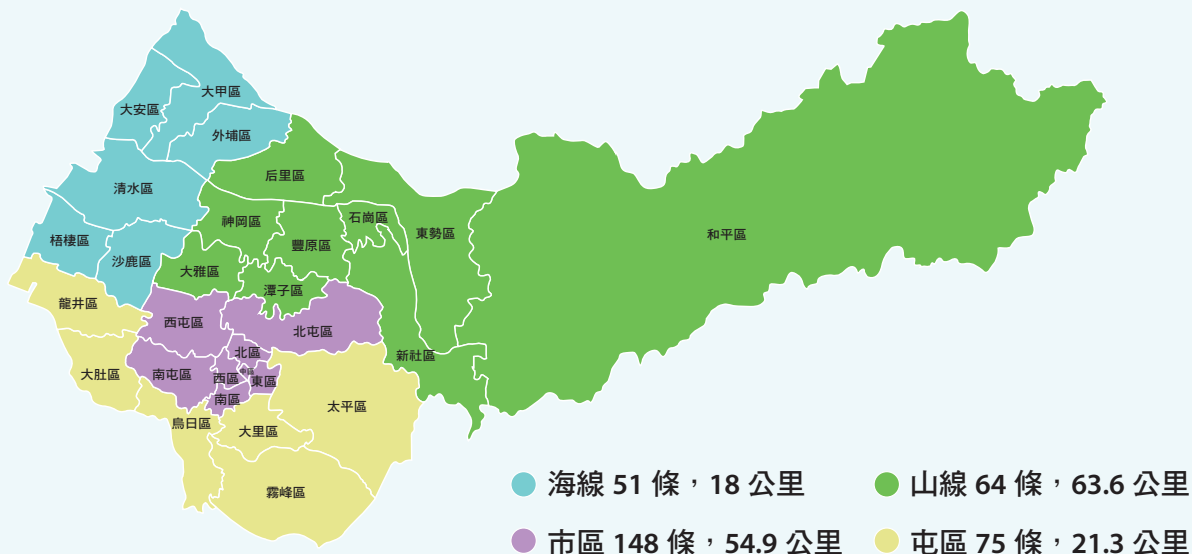 大甲區
大安區
外埔區
清水區
后里區
梧棲區
沙鹿區
神岡區
石崗區
豐原區
東勢區
和平區
大雅區
潭子區
龍井區
西屯區
北屯區
北區
新社區
大肚區
南屯區
西區
東區
南區
太平區
烏日區
大里區
霧峰區
海線 51 條，18 公里
山線 64 條，63.6 公里
市區 148 條，54.9 公里
屯區 75 條，21.3 公里